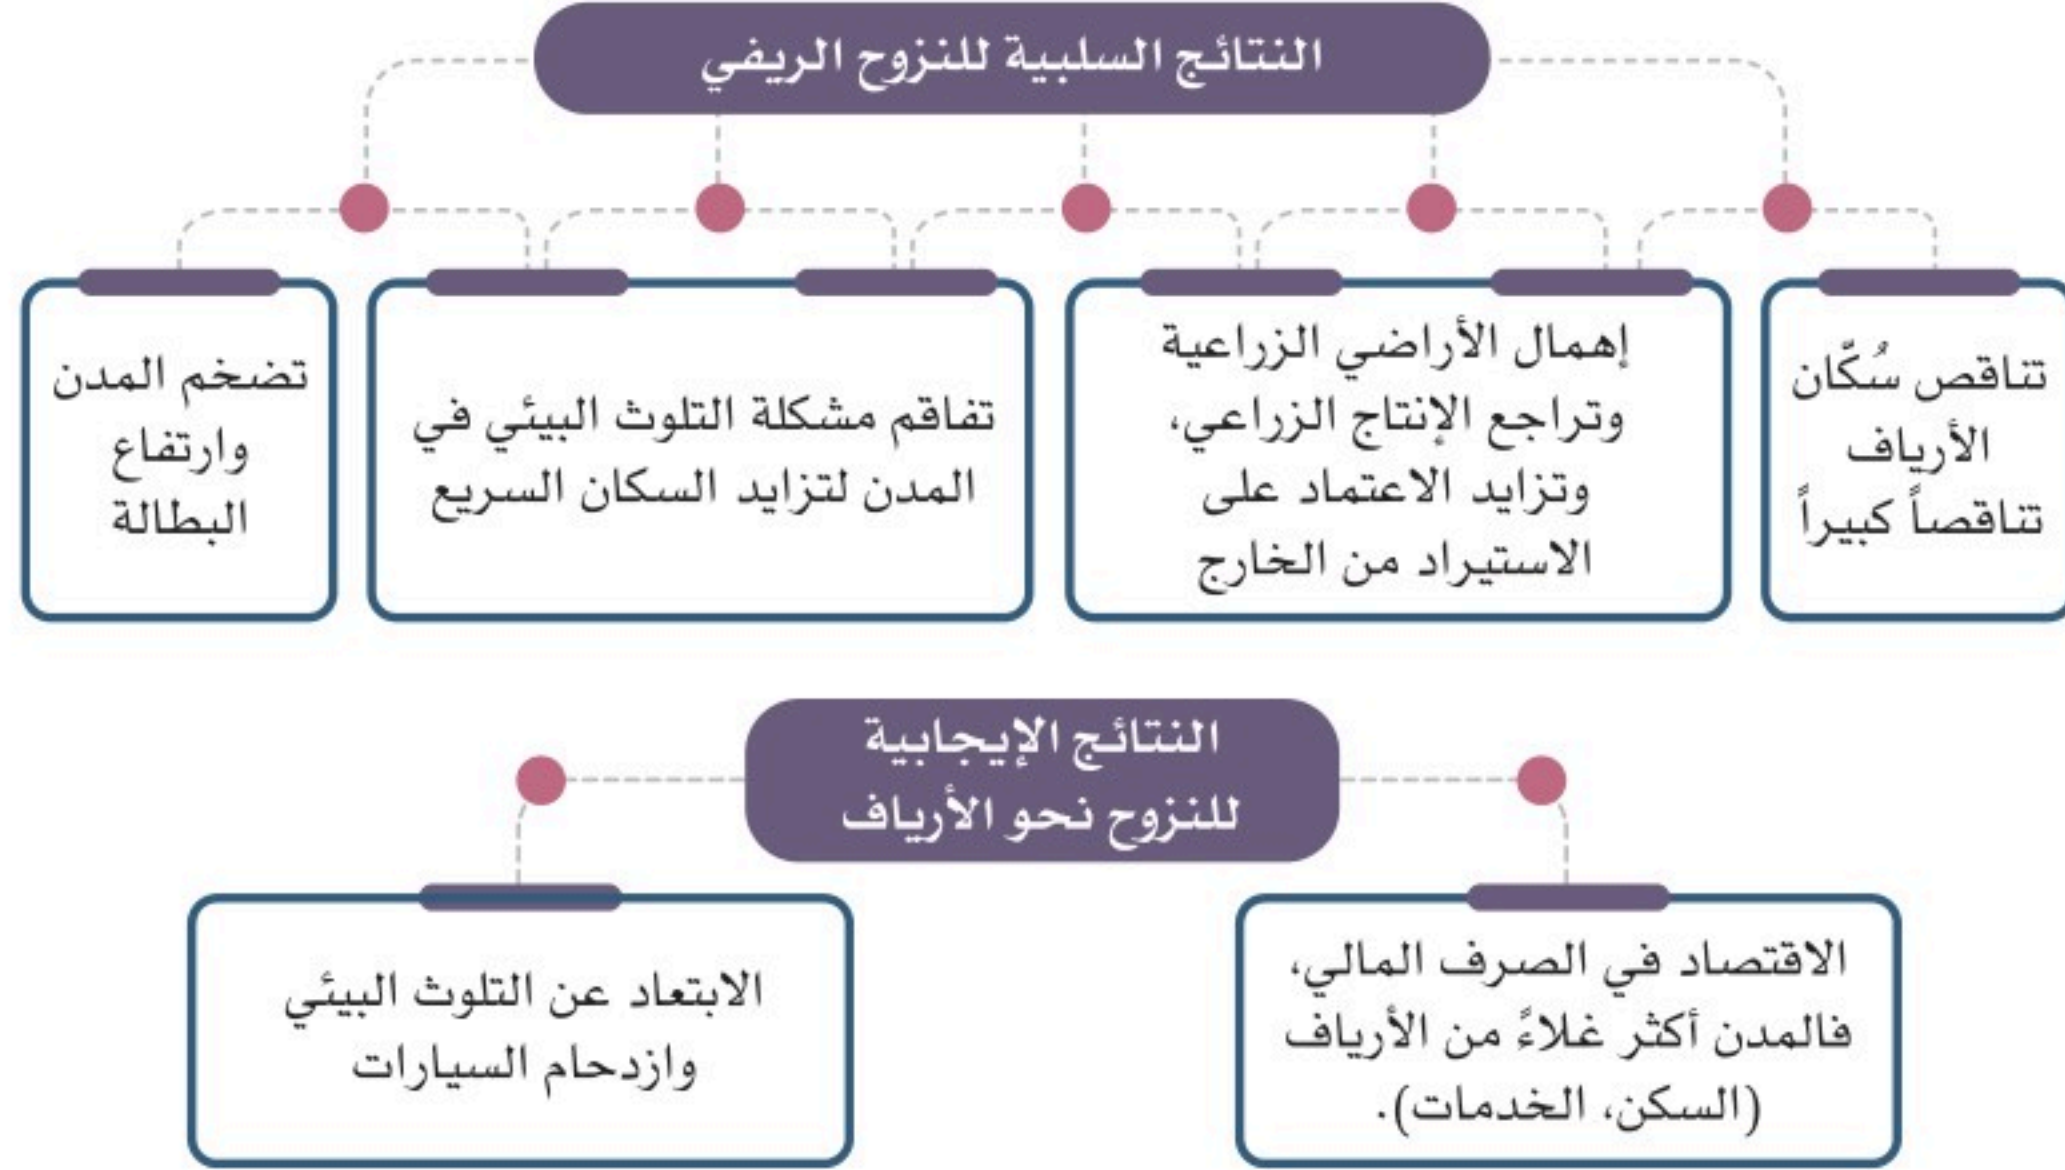 النتائج السلبية للنزوح الريفي
تناقص سُكَّان
الأرياف
تناقصاً كبيراً
إهمال الأراضي الزراعية
وتراجع الإنتاج الزراعي،
وتزايد الاعتماد على
الاستيراد من الخارج
تفاقم مشكلة التلوث البيئي في
المدن لتزايد السكان السريع
تضخم المدن
وارتفاع
البطالة
النتائج الإيجابية
للنزوح نحو الأرياف
الاقتصاد في الصرف المالي،
فالمدن أكثر غلاءً من الأرياف
(السكن، الخدمات).
الابتعاد عن التلوث البيئي
وازدحام السيارات